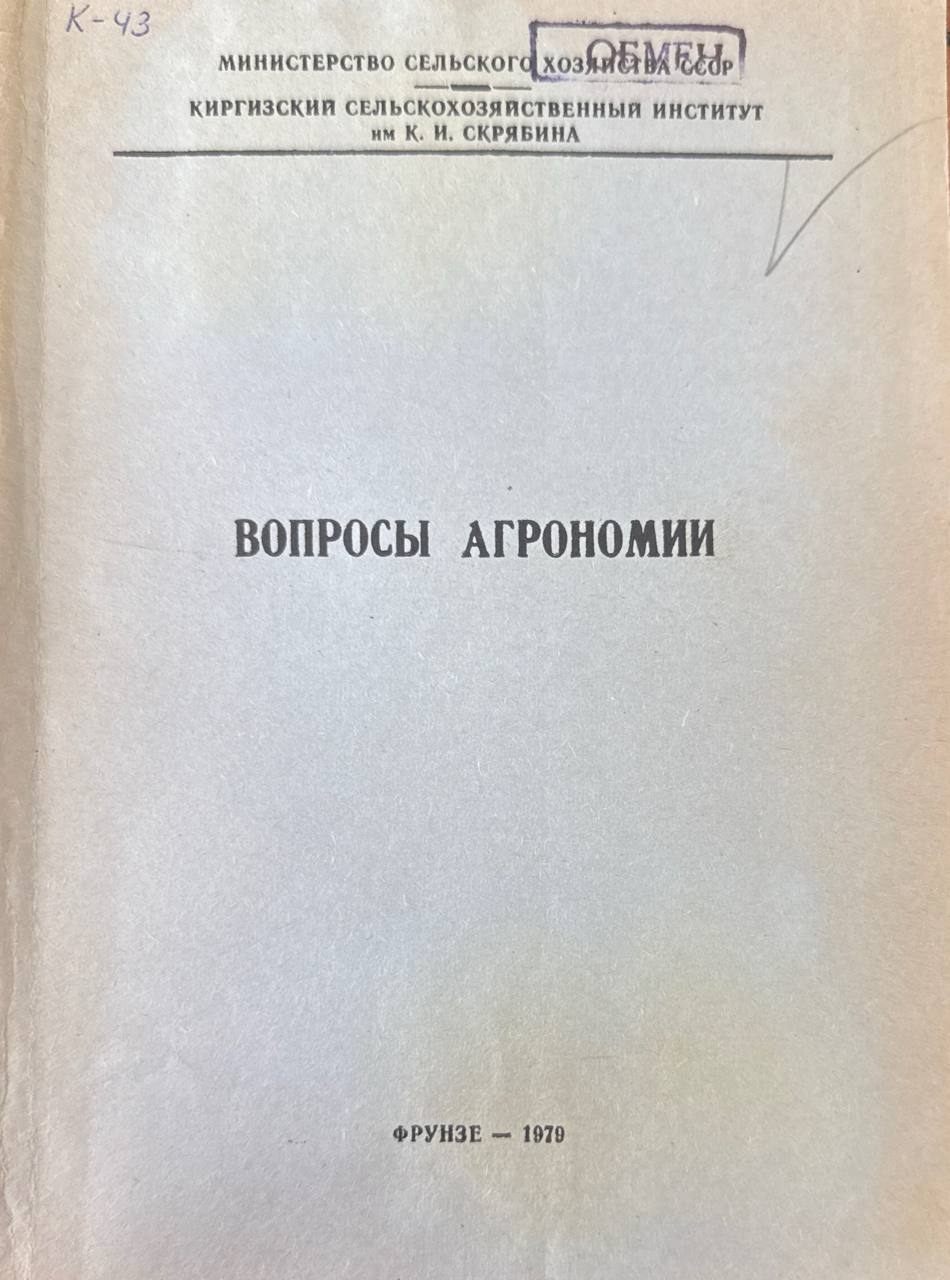 К-43
ОБМЕН
МИНИСТЕРСТВО СЕЛЬСКОГО ХОЗЯЙСТВА СССР
КИРГИЗСКИЙ СЕЛЬСКОХОЗЯЙСТВЕННЫЙ ИНСТИТУТ
им К. И. СКРЯБИНА
ВОПРОСЫ АГРОНОМИИ
ФРУНЗЕ — 1979